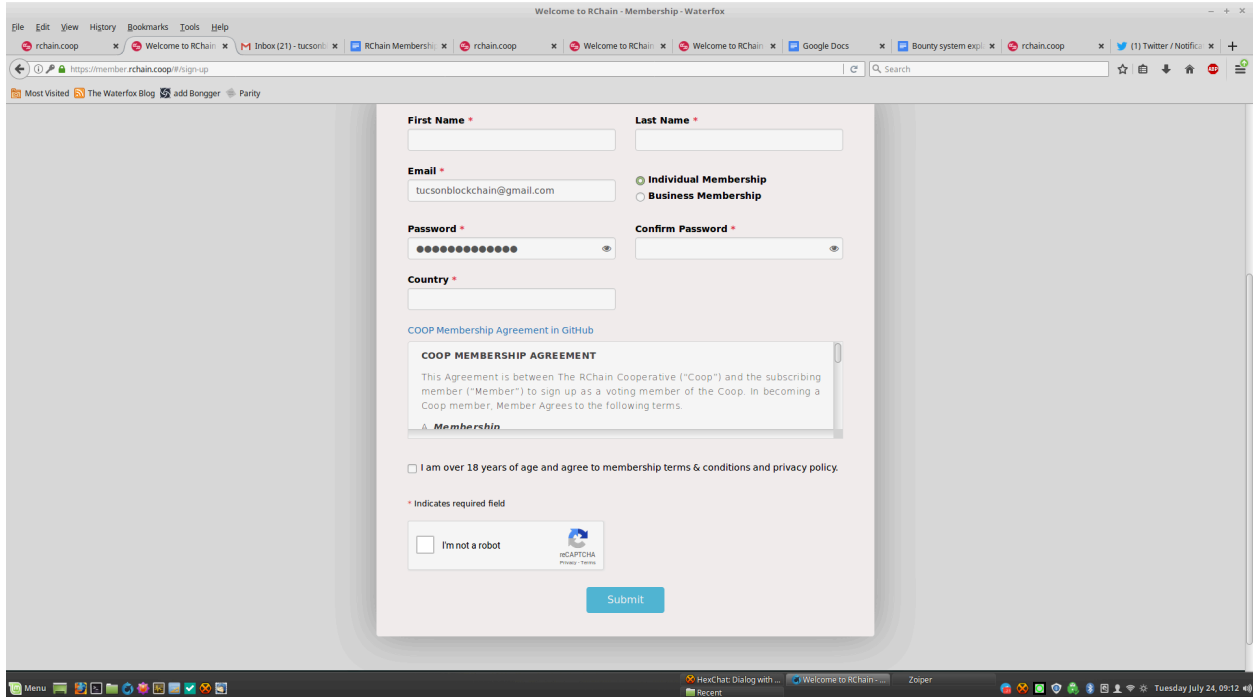 Welcome to RChain - Membership - Waterfox
File Edit View History Bookmarks Tools Help
rchain.coop
Welcome to RChain
Inbox (21) - tucsonb
RChain Membershi
rchain.coop
Welcome to RChain
Welcome to RChain
Google Docs
Bounty system expl
rchain.coop
(1) Twitter / Notifica
https://member.rchain.coop/#/sign-up
Search
ABP
Most Visited The Waterfox Blog add Bongger Parity
First Name * Last Name *
Email *
tucsonblockchain@gmail.com
Individual Membership
Business Membership
Password * Confirm Password *
Country *
COOP Membership Agreement in GitHub
COOP MEMBERSHIP AGREEMENT
This Agreement is between The RChain Cooperative (“Coop”) and the subscribing
member (“Member”) to sign up as a voting member of the Coop. In becoming a
Coop member, Member Agrees to the following terms.
A. Membership
I am over 18 years of age and agree to membership terms & conditions and privacy policy.
* Indicates required field
I'm not a robot
reCAPTCHA
Privacy - Terms
Submit
Menu
HexChat: Dialog with ...
Welcome to RChain - ...
Zoiper
Recent
Tuesday July 24, 09:12